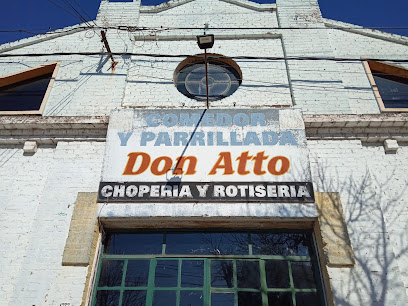 COMEDOR
Y PARRILLADA
Don Atto
CHOPERIA Y ROTISERIA